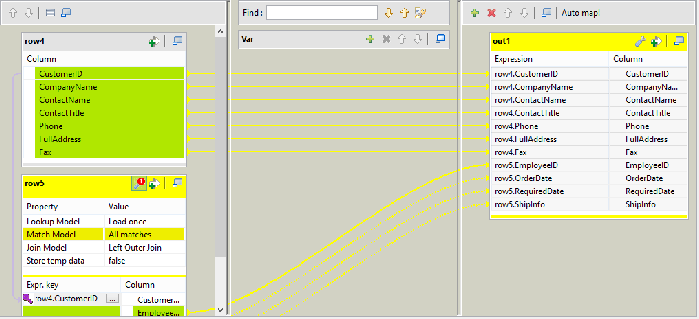 row4
Column
CustomerID
CompanyName
ContactName
ContactTitle
Phone
FullAddress
Fax
row5
Property Value
Lookup Model Load once
Match Model All matches
Join Model Left Outer Join
Store temp data false
Expr. key Column
row4.CustomerID ... Customer...
Employee...
Find :
Var
Auto map!
out1
Expression Column
row4.CustomerID CustomerID
row4.CompanyName CompanyNa...
row4.ContactName ContactName
row4.ContactTitle ContactTitle
row4.Phone Phone
row4.FullAddress FullAddress
row4.Fax Fax
row5.EmployeeID EmployeeID
row5.OrderDate OrderDate
row5.RequiredDate RequiredDate
row5.ShipInfo ShipInfo